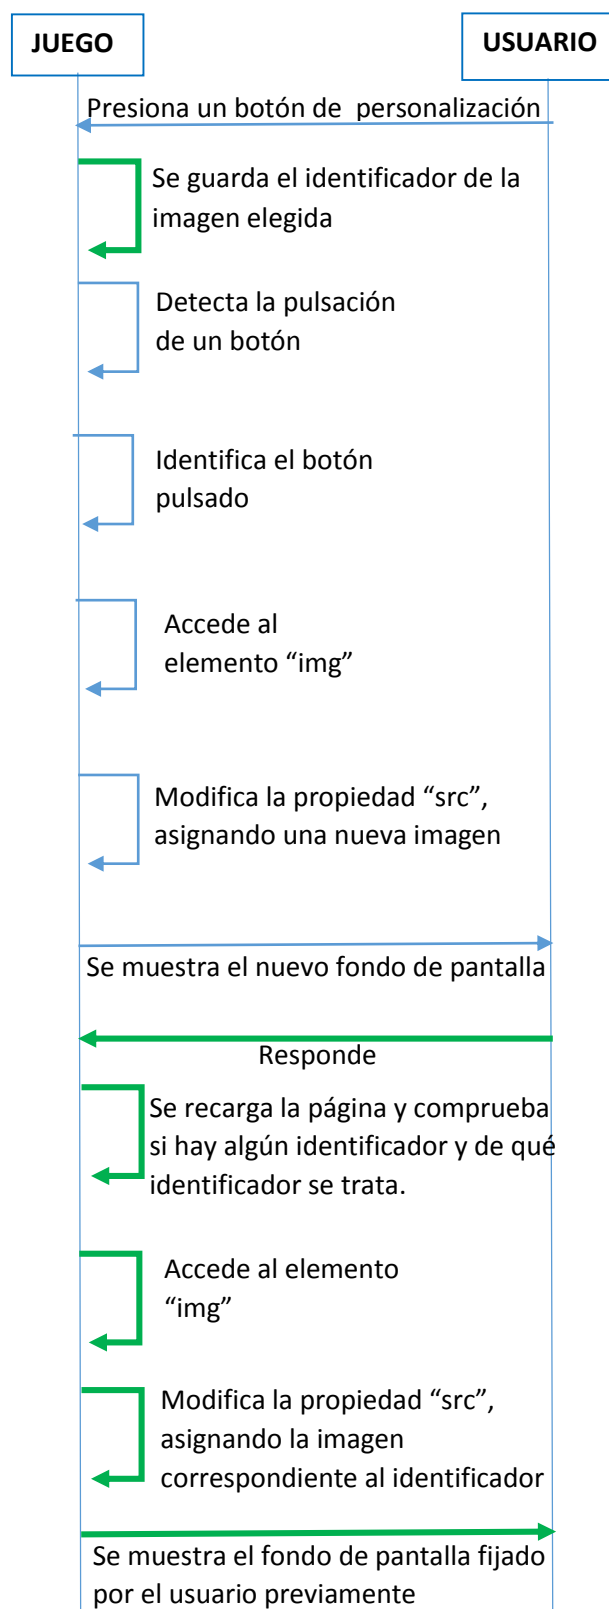 JUEGO
USUARIO
Presiona un botón de personalización
Se guarda el identificador de la
imagen elegida
Detecta la pulsación
de un botón
Identifica el botón
pulsado
Accede al
elemento “img”
Modifica la propiedad “src”,
asignando una nueva imagen
Se muestra el nuevo fondo de pantalla
Responde
Se recarga la página y comprueba
si hay algún identificador y de qué
identificador se trata.
Accede al elemento
“img”
Modifica la propiedad “src”,
asignando la imagen
correspondiente al identificador
Se muestra el fondo de pantalla fijado
por el usuario previamente